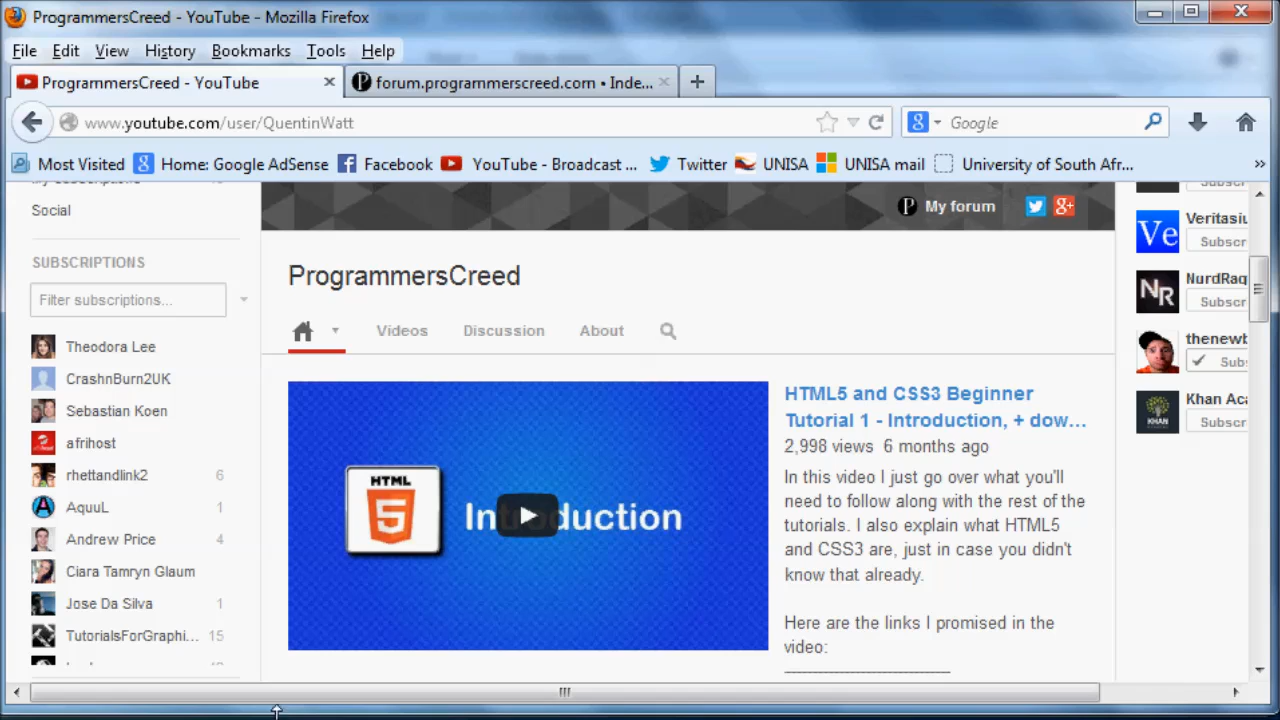 ProgrammersCreed - YouTube - Mozilla Firefox
File Edit View History Bookmarks Tools Help
ProgrammersCreed - YouTube × forum.programmerscreed.com • Inde... × +
www.youtube.com/user/QuentinWatt Google
Most Visited Home: Google AdSense Facebook YouTube - Broadcast ... Twitter UNISA UNISA mail University of South Afr... »
Social
SUBSCRIPTIONS
Filter subscriptions...
Theodora Lee
CrashnBurn2UK
Sebastian Koen
afrihost
rhettandlink2 6
AquuL 1
Andrew Price 4
Ciara Tamryn Glaum
Jose Da Silva 1
TutorialsForGraphi... 15
My forum
ProgrammersCreed
Videos Discussion About
HTML
5
Introduction
HTML5 and CSS3 Beginner
Tutorial 1 - Introduction, + dow...
2,998 views 6 months ago
In this video I just go over what you'll
need to follow along with the rest of the
tutorials. I also explain what HTML5
and CSS3 are, just in case you didn't
know that already.
Here are the links I promised in the
video:
Ve
Veritasiu
Subscr
NR
NurdRag
Subscr
thenewb
Subs
KHAN
Khan Aca
Subscr